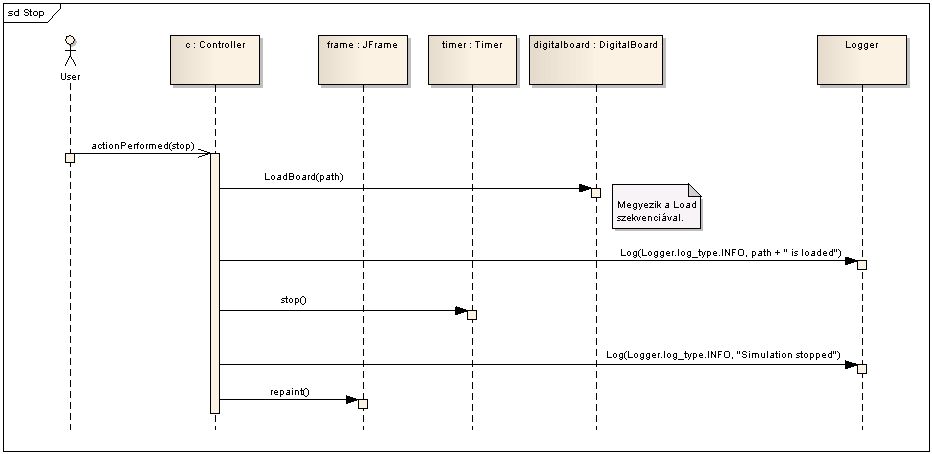 sd Stop
User
c : Controller
frame : JFrame
timer : Timer
digitalboard : DigitalBoard
Logger
actionPerformed(stop)
LoadBoard(path)
Megyezik a Load
szekvenciával.
Log(Logger.log_type.INFO, path + " is loaded")
stop()
Log(Logger.log_type.INFO, "Simulation stopped")
repaint()